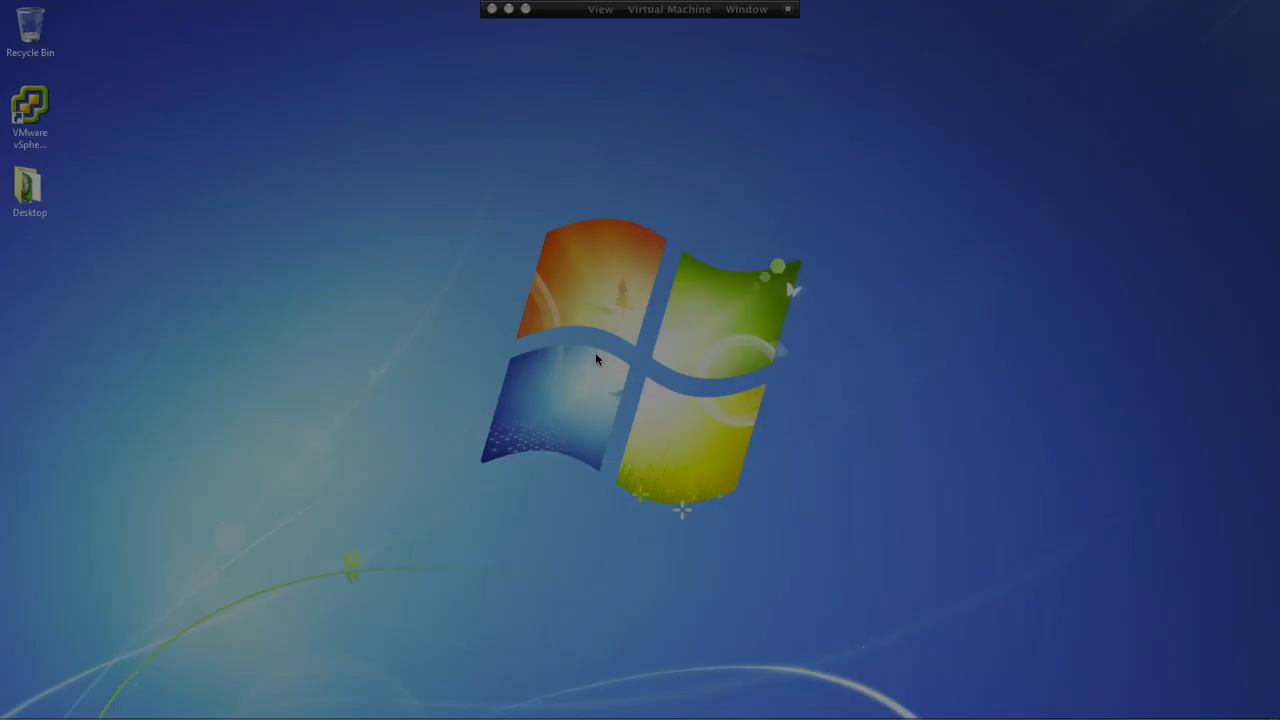 View Virtual Machine Window
Recycle Bin
VMware
vSphe...
Desktop